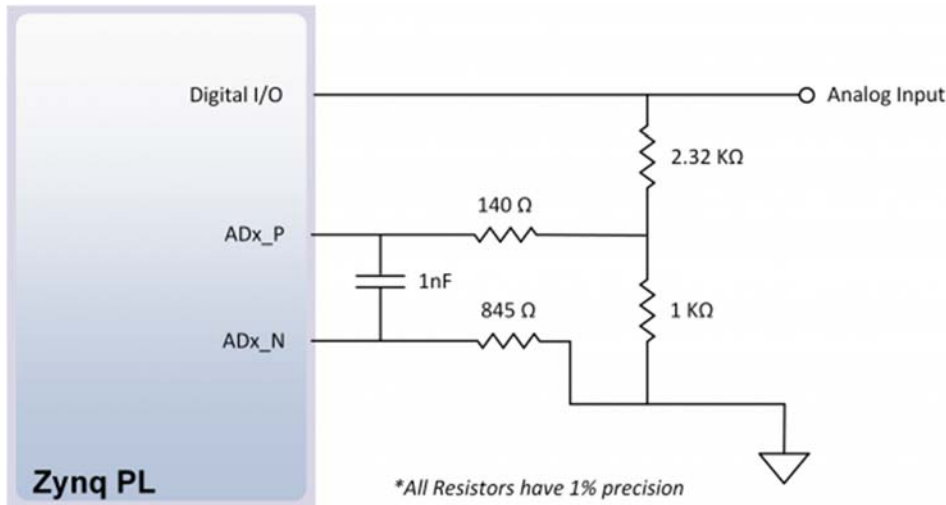 Digital I/O
Analog Input
2.32 KΩ
140 Ω
ADx_P
1nF
845 Ω
1 KΩ
ADx_N
Zynq PL
*All Resistors have 1% precision